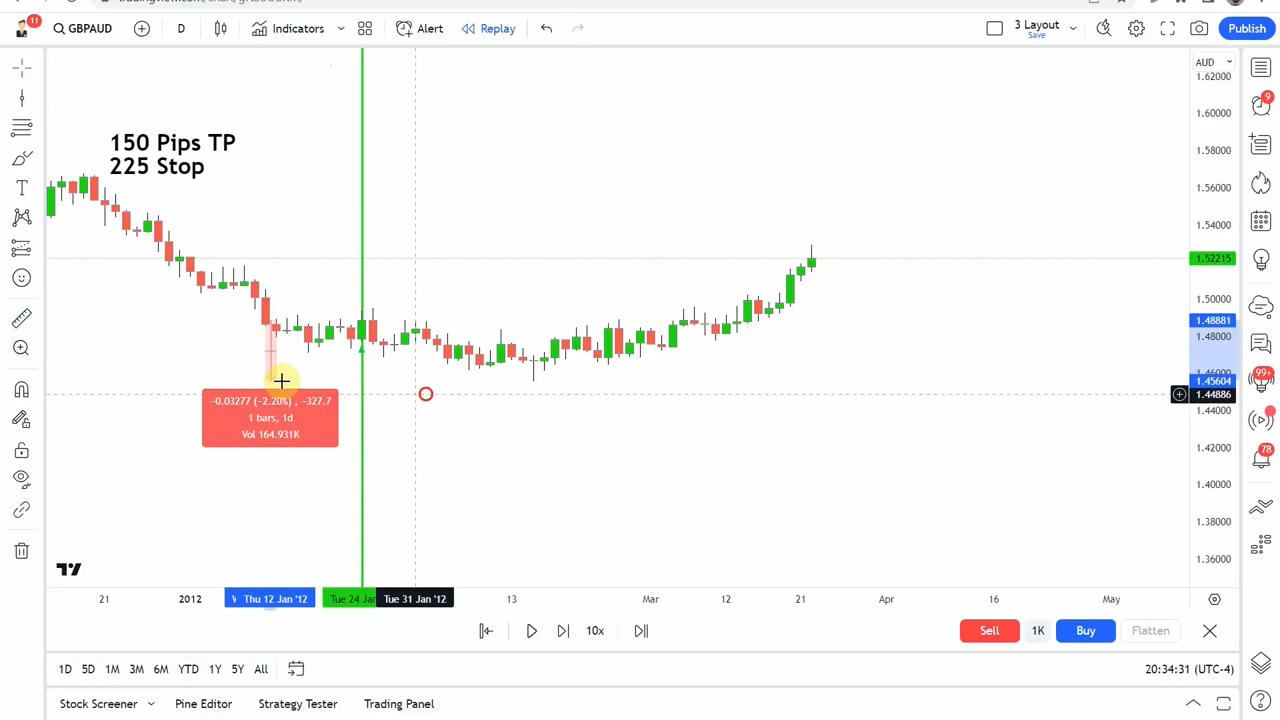 11
GBPAUD
D
Indicators
Alert
Replay
3 Layout
Save
Publish
AUD
1.62000
1.60000
1.58000
1.56000
1.54000
1.52215
1.50000
1.48881
1.48000
1.45604
1.44886
1.44000
1.42000
1.40000
1.38000
1.36000
150 Pips TP
225 Stop
-0.03277 (-2.20%) , -327.7
1 bars, 1d
Vol 164.931K
21
2012
Thu 12 Jan '12
Tue 24 Jan
Tue 31 Jan '12
13
Mar
12
21
Apr
16
May
10x
Sell
1K
Buy
Flatten
1D
5D
1M
3M
6M
YTD
1Y
5Y
All
20:34:31 (UTC-4)
Stock Screener
Pine Editor
Strategy Tester
Trading Panel
9
99+
78